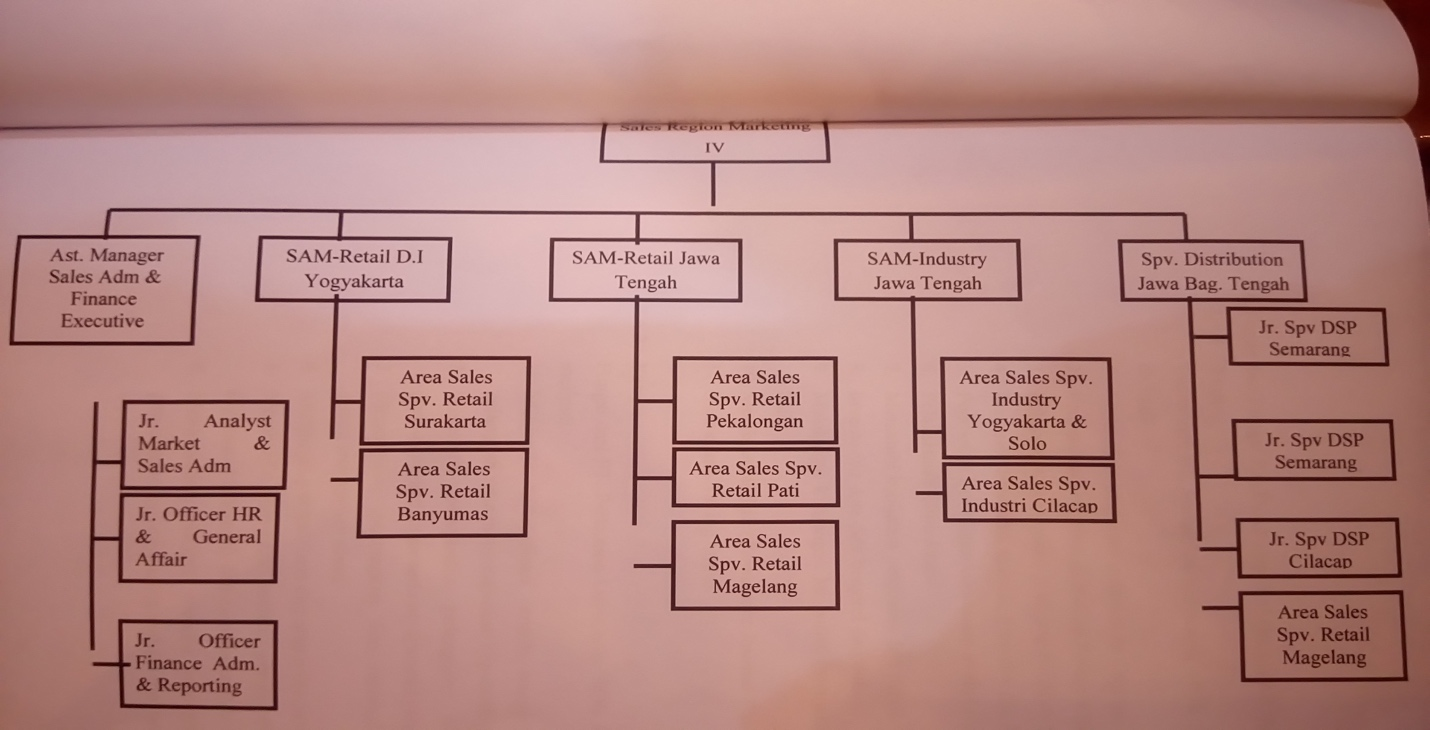 Sales Region Marketing
IV
Ast. Manager
Sales Adm &
Finance
Executive
SAM-Retail D.I
Yogyakarta
SAM-Retail Jawa
Tengah
SAM-Industry
Jawa Tengah
Spv. Distribution
Jawa Bag. Tengah
Jr. Analyst
Market &
Sales Adm
Jr. Officer HR
& General
Affair
Jr. Officer
Finance Adm.
& Reporting
Area Sales
Spv. Retail
Surakarta
Area Sales
Spv. Retail
Banyumas
Area Sales
Spv. Retail
Pekalongan
Area Sales Spv.
Retail Pati
Area Sales
Spv. Retail
Magelang
Area Sales Spv.
Industry
Yogyakarta &
Solo
Area Sales Spv.
Industri Cilacap
Jr. Spv DSP
Semarang
Jr. Spv DSP
Semarang
Jr. Spv DSP
Cilacap
Area Sales
Spv. Retail
Magelang